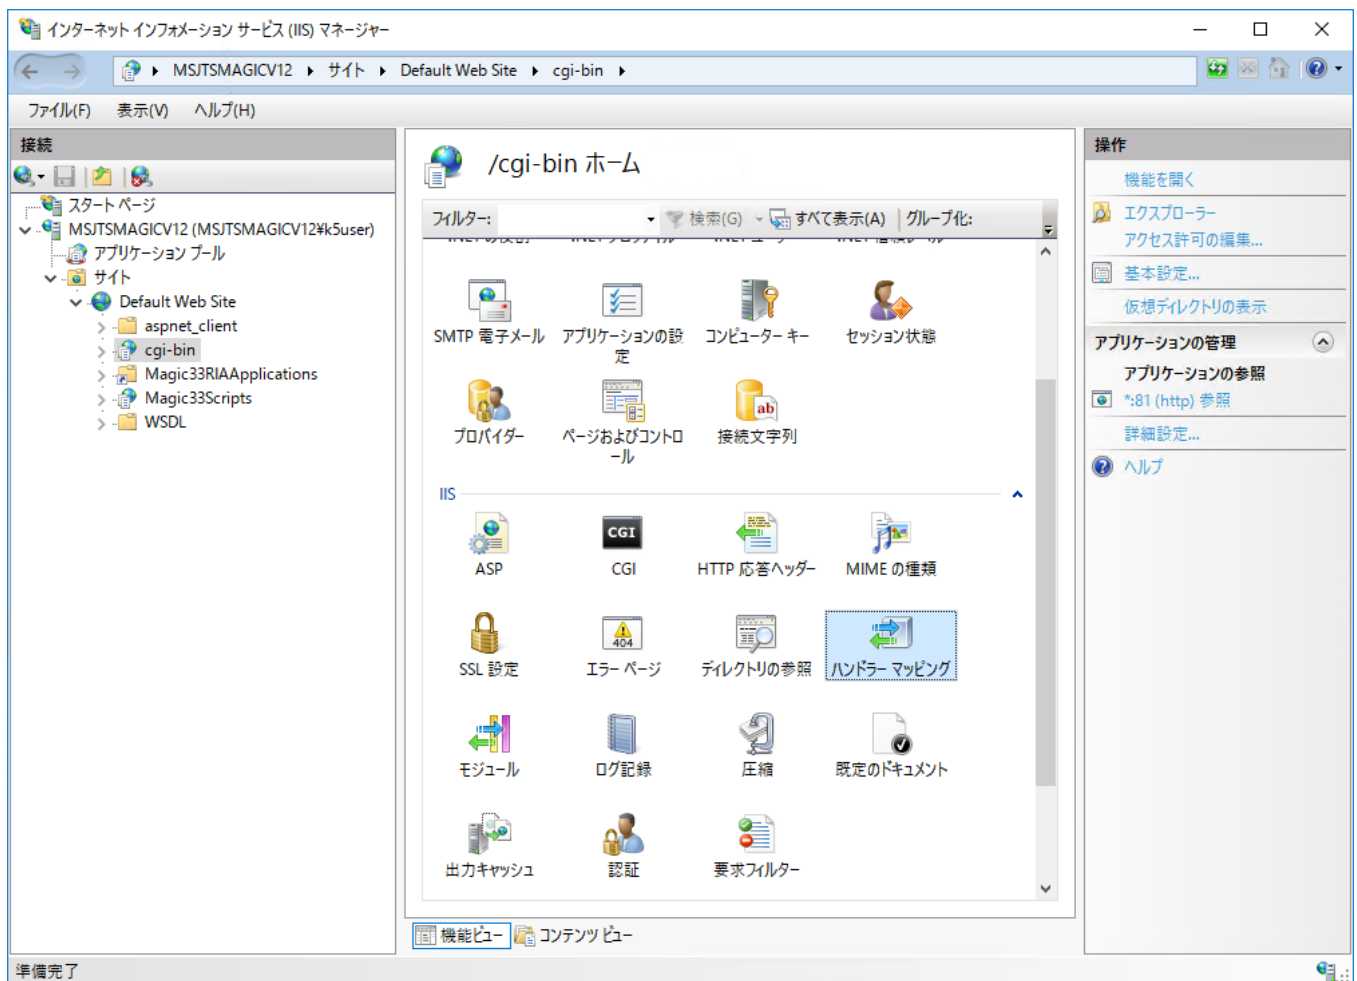 インターネット インフォメーション サービス (IIS) マネージャー
MSJTSMAGICV12 サイト Default Web Site cgi-bin
ファイル(F) 表示(V) ヘルプ(H)
接続
スタート ページ
MSJTSMAGICV12 (MSJTSMAGICV12¥k5user)
アプリケーション プール
サイト
Default Web Site
aspnet_client
cgi-bin
Magic33RIAApplications
Magic33Scripts
WSDL
/cgi-bin ホーム
フィルター: 検索(G) すべて表示(A) グループ化:
SMTP 電子メール
アプリケーションの設
定
コンピューター キー
セッション状態
プロバイダー
ページおよびコントロ
ール
接続文字列
ab
IIS
CGI
ASP
CGI
HTTP 応答ヘッダー
MIME の種類
404
SSL 設定
エラー ページ
ディレクトリの参照
ハンドラー マッピング
モジュール
ログ記録
圧縮
既定のドキュメント
出力キャッシュ
認証
要求フィルター
機能ビュー
コンテンツ ビュー
操作
機能を開く
エクスプローラー
アクセス許可の編集...
基本設定...
仮想ディレクトリの表示
アプリケーションの管理
アプリケーションの参照
*:81 (http) 参照
詳細設定...
ヘルプ
準備完了